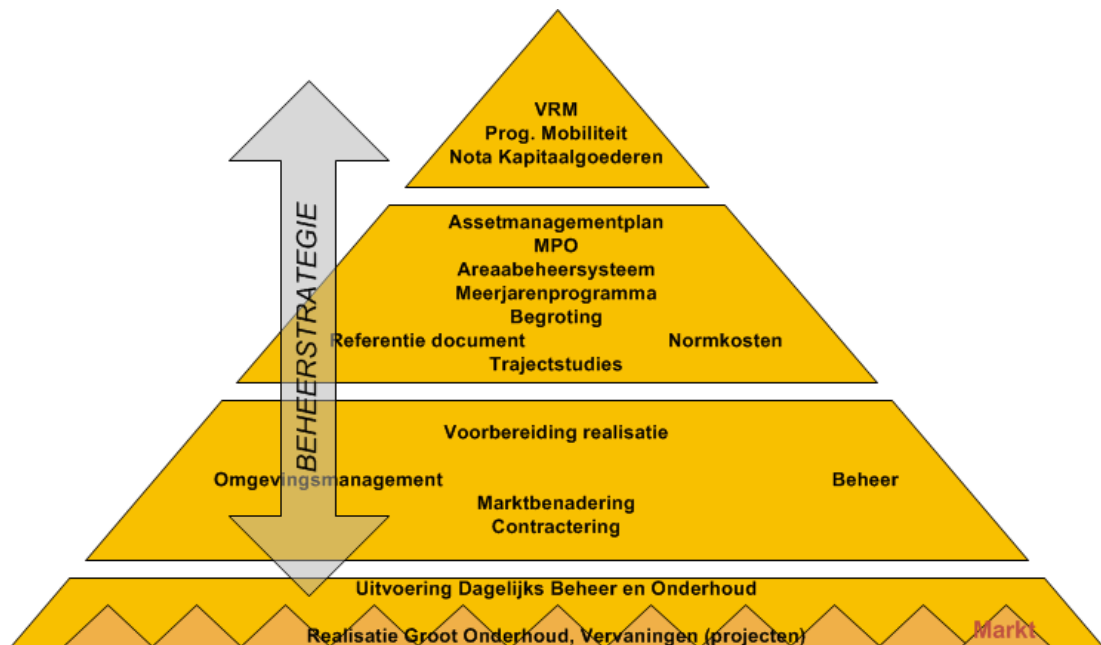 VRM
Prog. Mobiliteit
Nota Kapitaalgoederen
BEHEERSTRATEGIE
Assetmanagementplan
MPO
Areaabeheersysteem
Meerjarenprogramma
Begroting
Referentie document Normkosten
Trajectstudies
Voorbereiding realisatie
Omgevingsmanagement Beheer
Marktbenadering
Contractering
Uitvoering Dagelijks Beheer en Onderhoud
Realisatie Groot Onderhoud, Vervaningen (projecten) Markt